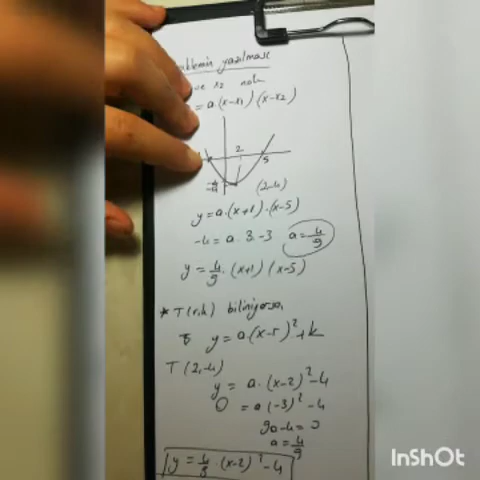 yazılması
x2
= a.(x-x1)(x-x2)
2
5
-4
(2,-4)
y=a.(x+1).(x-5)
-4=a.3.-3 a=4/9
y=4/9.(x+1)(x-5)
* T(r,k) biliniyorsa,
y=a.(x-r)²+k
T(2,-4)
y=a.(x-2)²-4
0=a(-3)²-4
9a-4=0
a=4/9
y=4/9.(x-2)²-4
InShOt